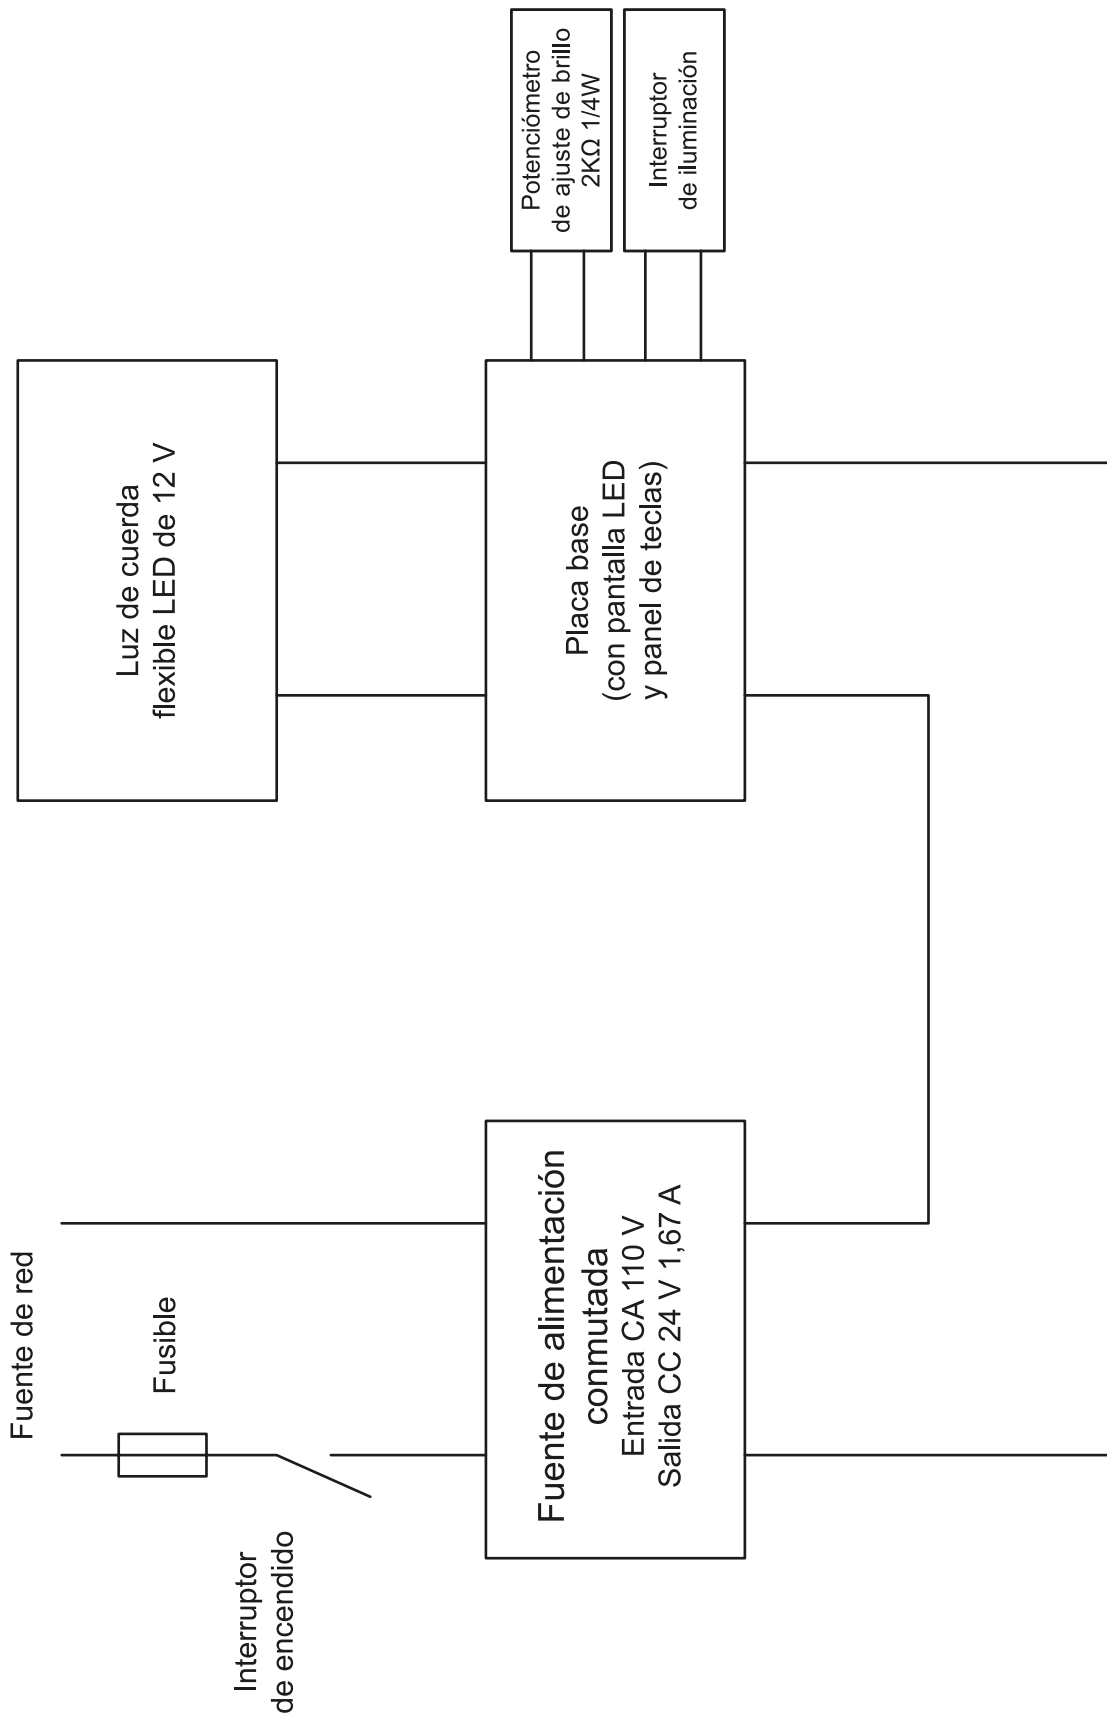 Fuente de red
Fusible
Interruptor
de encendido
Fuente de alimentación
conmutada
Entrada CA 110 V
Salida CC 24 V 1,67 A
Luz de cuerda
flexible LED de 12 V
Placa base
(con pantalla LED
y panel de teclas)
Potenciómetro
de ajuste de brillo
2KΩ 1/4W
Interruptor
de iluminación